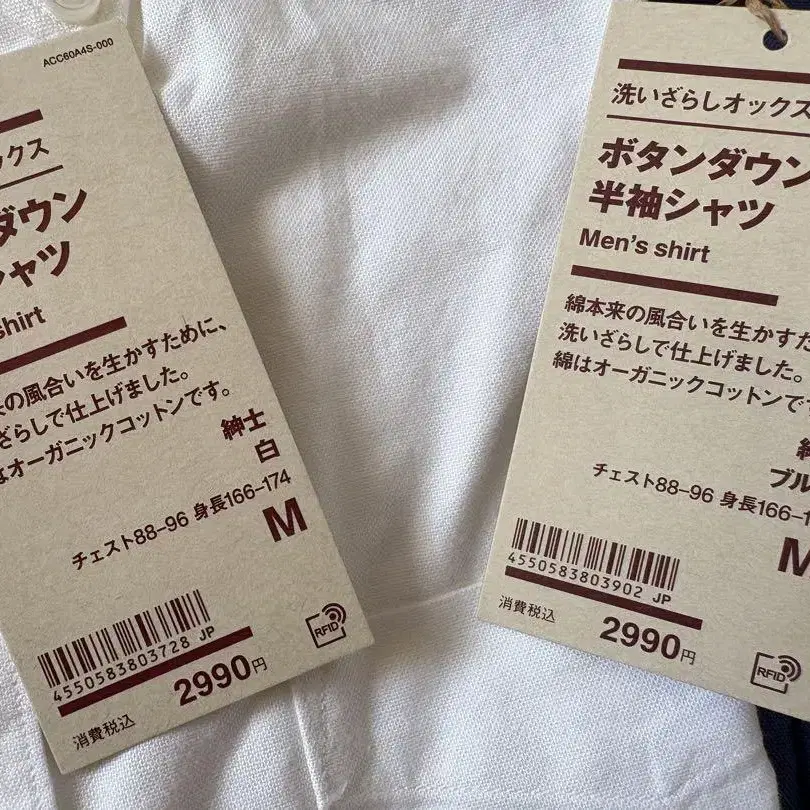 ACC60A4S-000
ックス
ダウン
シャツ
shirt
の風合いを生かすために、
ざらしで仕上げました。
はオーガニックコットンです。
紳士
白
チェスト88–96 身長166–174
M
4550583803728 JP
2990円
消費税込
RFID
洗いざらしオックス
ボタンダウン
半袖シャツ
Men's shirt
綿本来の風合いを生かすた
洗いざらしで仕上げました。
綿はオーガニックコットンで
ブル
チェスト88–96 身長166–1
M
4550583803902 JP
消費税込
2990円
RFID